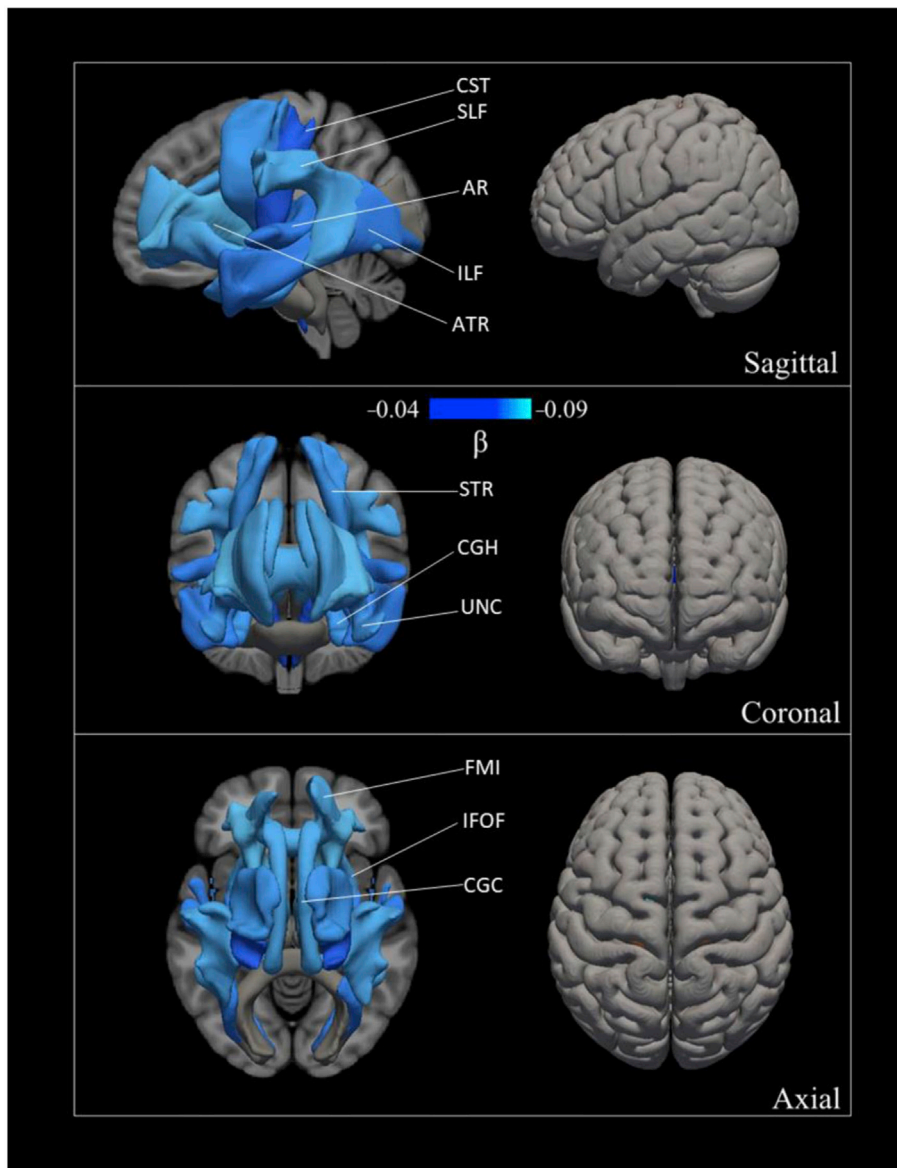 CST
SLF
AR
ILF
ATR
Sagittal
−0.04 −0.09
β
STR
CGH
UNC
Coronal
FMI
IFOF
CGC
Axial